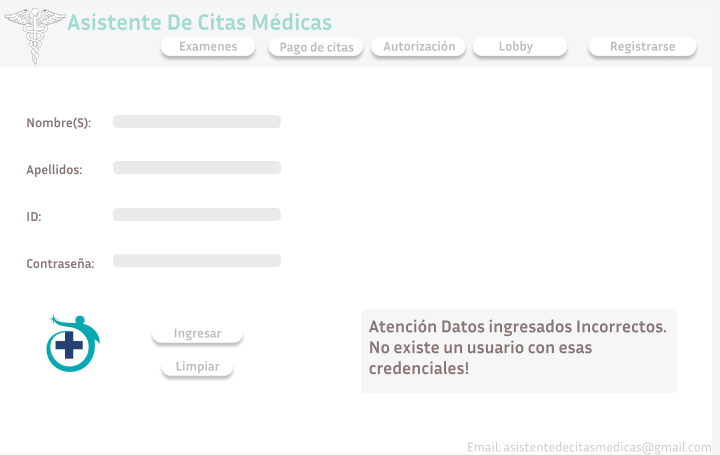 Asistente De Citas Médicas
Examenes Pago de citas Autorización Lobby Registrarse
Nombre(S):
Apellidos:
ID:
Contraseña:
Ingresar
Limpiar
Atención Datos ingresados Incorrectos.
No existe un usuario con esas
credenciales!
Email: asistentedecitasmedicas@gmail.com